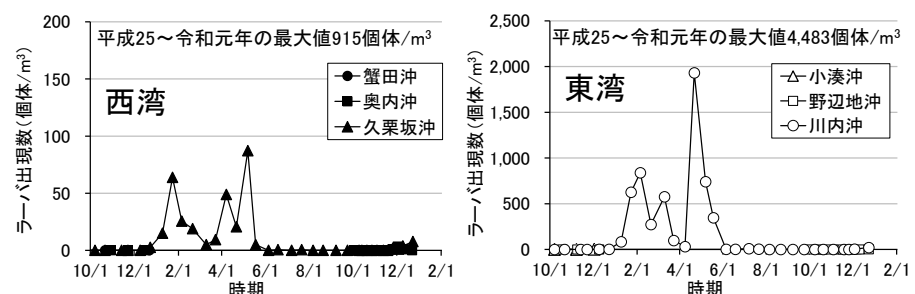 平成25～令和元年の最大値915個体/m³
西湾
蟹田沖
奥内沖
久栗坂沖
ラーバ出現数(個体/m³)
200
150
100
50
0
10/1 12/1 2/1 4/1 6/1 8/1 10/1 12/1 2/1
時期
平成25～令和元年の最大値4,483個体/m³
東湾
小湊沖
野辺地沖
川内沖
ラーバ出現数(個体/m³)
2,500
2,000
1,500
1,000
500
0
10/1 12/1 2/1 4/1 6/1 8/1 10/1 12/1 2/1
時期